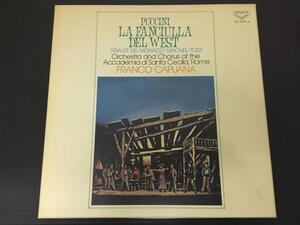 PUCCINI
LA FANCIULLA
DEL WEST
TEBALDI·DEL MONACO·MACNEIL·TOZZI
Orchestra and Chorus of the
Accademia di Santa Cecilia, Rome
FRANCO CAPUANA